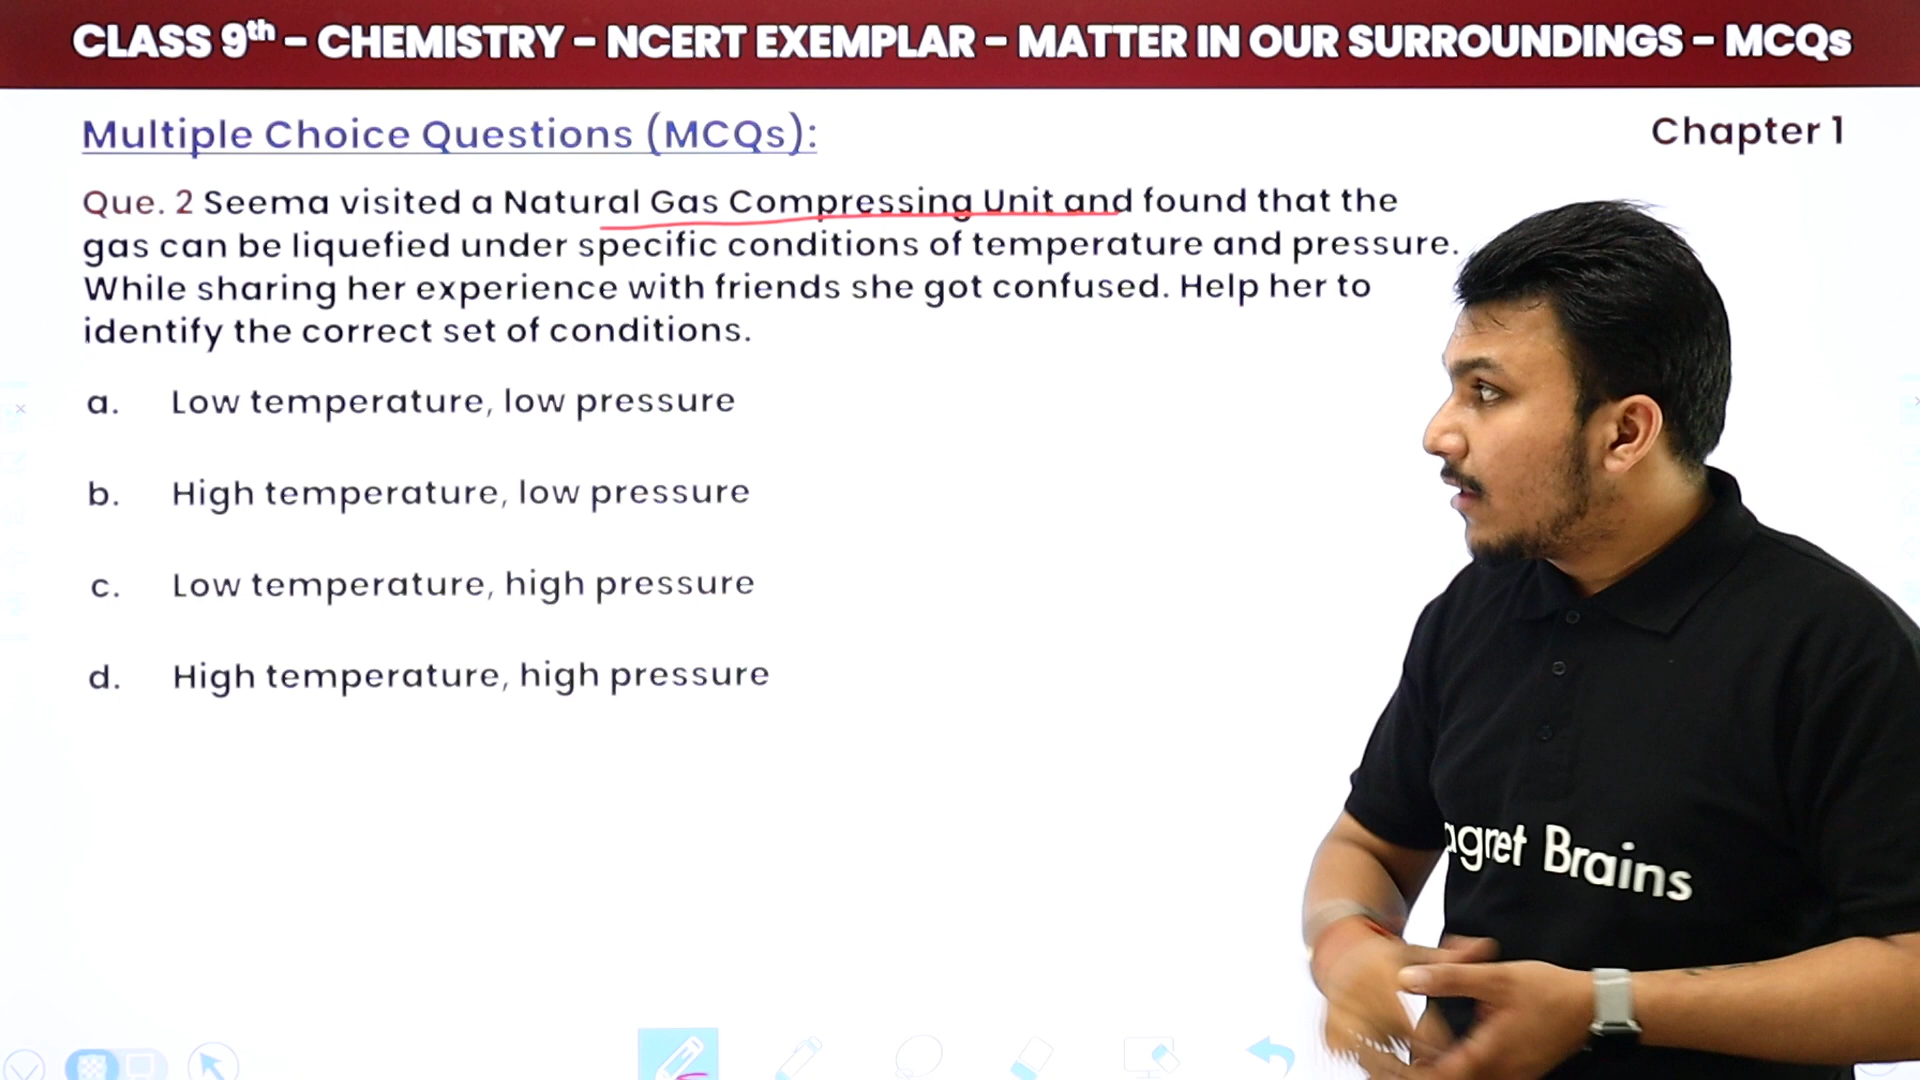 CLASS 9th - CHEMISTRY - NCERT EXEMPLAR - MATTER IN OUR SURROUNDINGS - MCQs
Multiple Choice Questions (MCQs):
Chapter 1
Que. 2 Seema visited a Natural Gas Compressing Unit and found that the
gas can be liquefied under specific conditions of temperature and pressure.
While sharing her experience with friends she got confused. Help her to
identify the correct set of conditions.
a. Low temperature, low pressure
b. High temperature, low pressure
c. Low temperature, high pressure
d. High temperature, high pressure
agret Brains